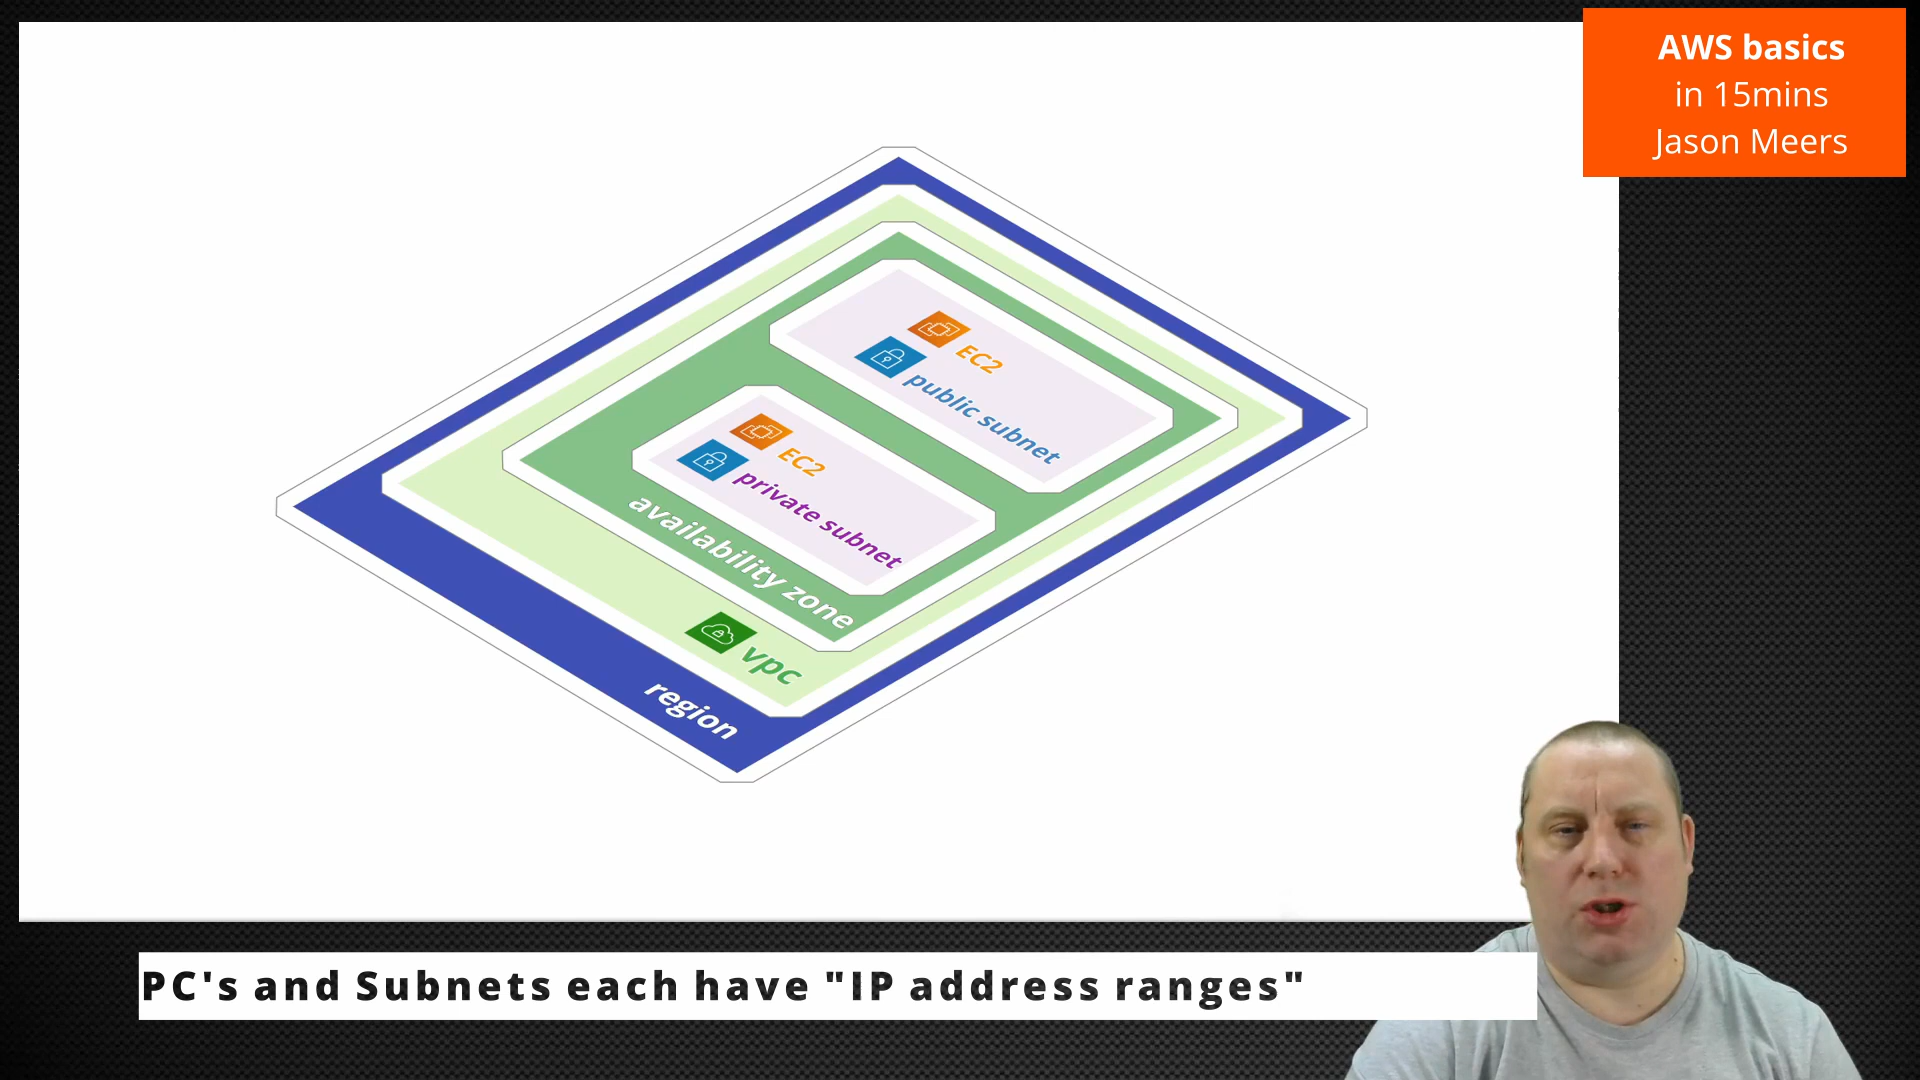 AWS basics
in 15mins
Jason Meers
EC2
public subnet
EC2
private subnet
availability zone
vpc
region
PC's and Subnets each have "IP address ranges"